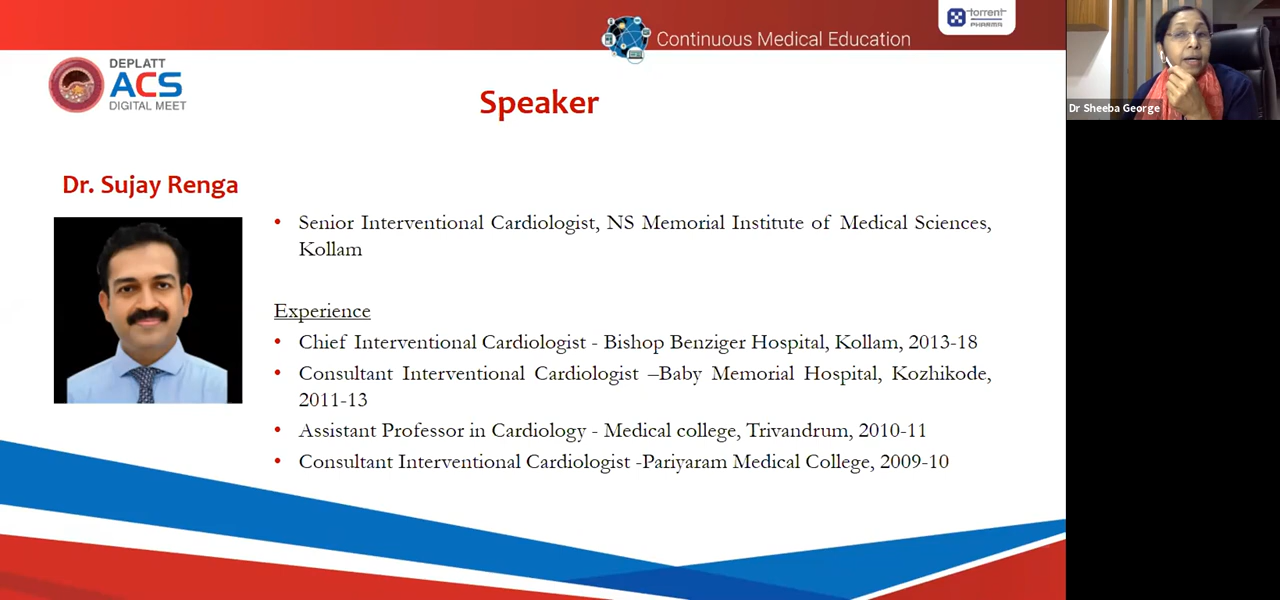 torrent
PHARMA
Continuous Medical Education
DEPLATT
ACS
DIGITAL MEET
Speaker
Dr Sheeba George
Dr. Sujay Renga
• Senior Interventional Cardiologist, NS Memorial Institute of Medical Sciences,
Kollam
Experience
• Chief Interventional Cardiologist - Bishop Benziger Hospital, Kollam, 2013-18
• Consultant Interventional Cardiologist –Baby Memorial Hospital, Kozhikode,
2011-13
• Assistant Professor in Cardiology - Medical college, Trivandrum, 2010-11
• Consultant Interventional Cardiologist -Pariyaram Medical College, 2009-10